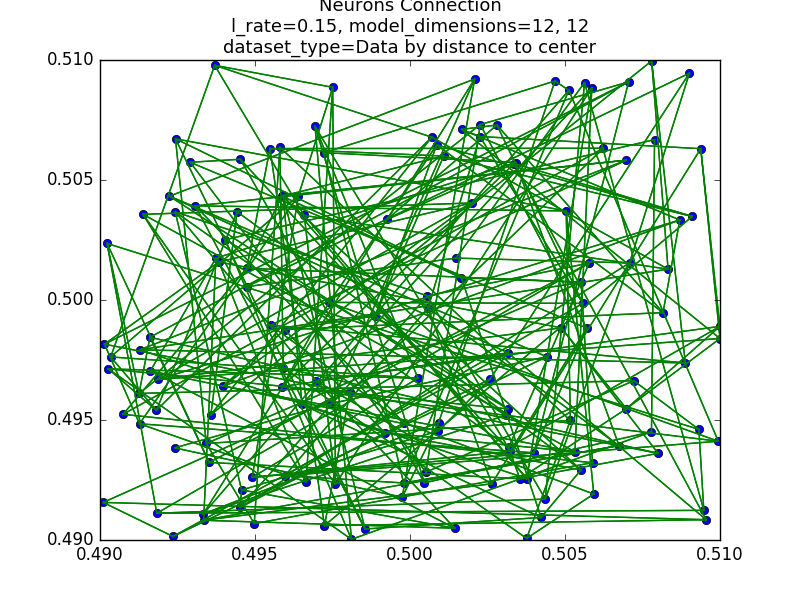 Neurons Connection
l_rate=0.15, model_dimensions=12, 12
dataset_type=Data by distance to center
0.510
0.505
0.500
0.495
0.490
0.490 0.495 0.500 0.505 0.510